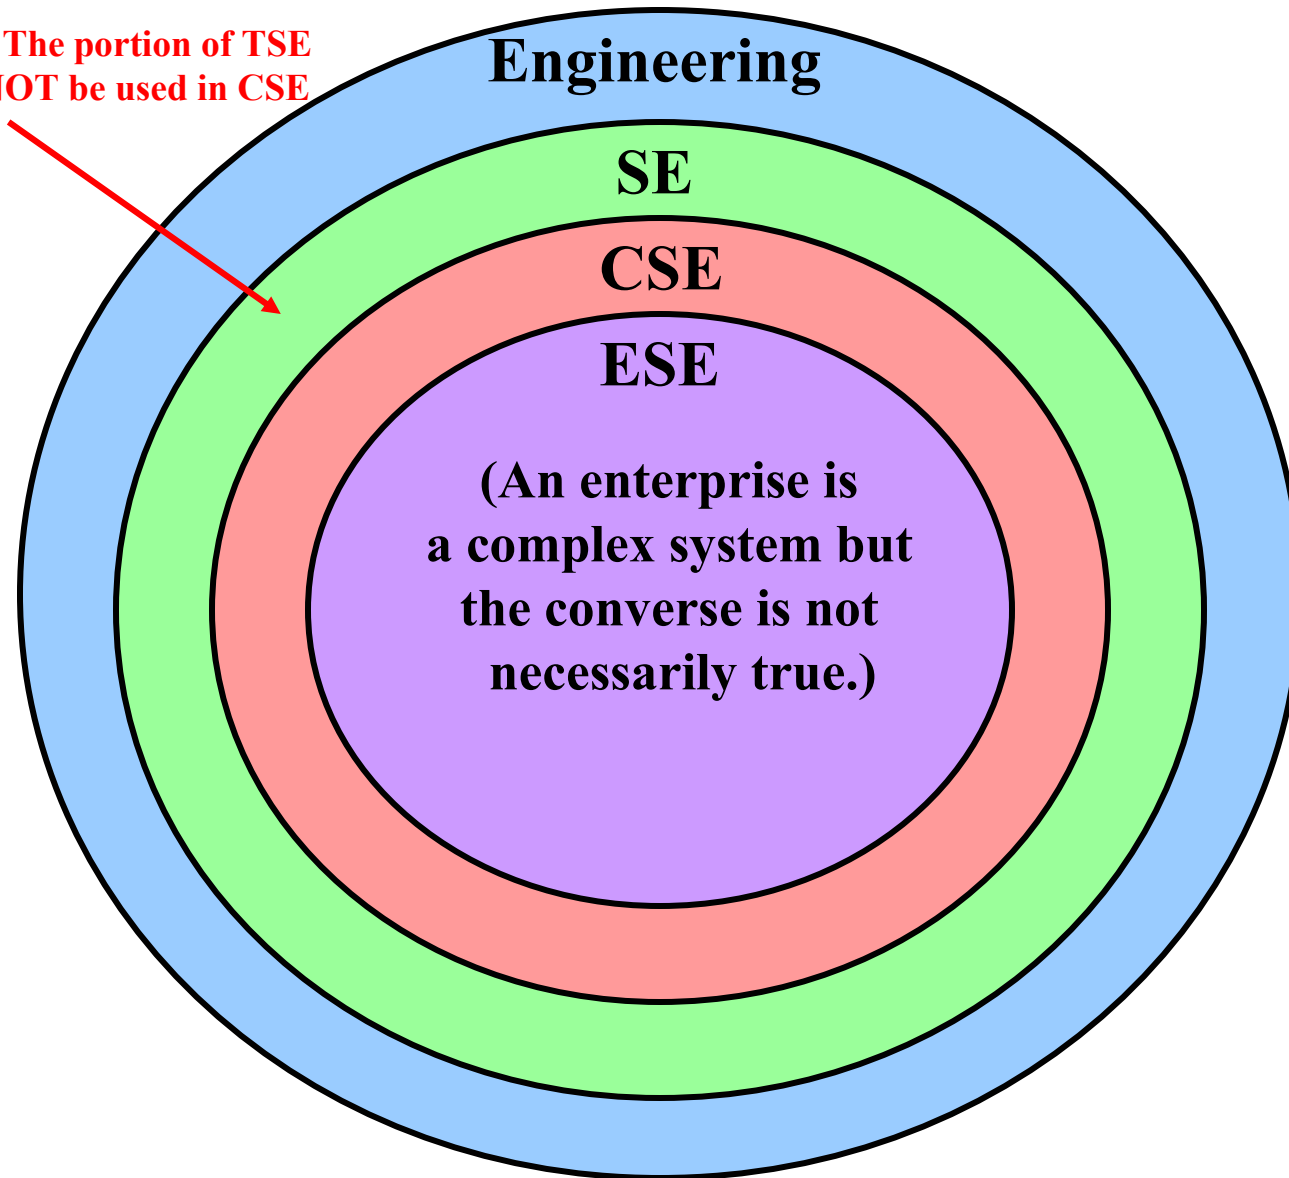 The portion of TSE
NOT be used in CSE
Engineering
SE
CSE
ESE
(An enterprise is
a complex system but
the converse is not
necessarily true.)